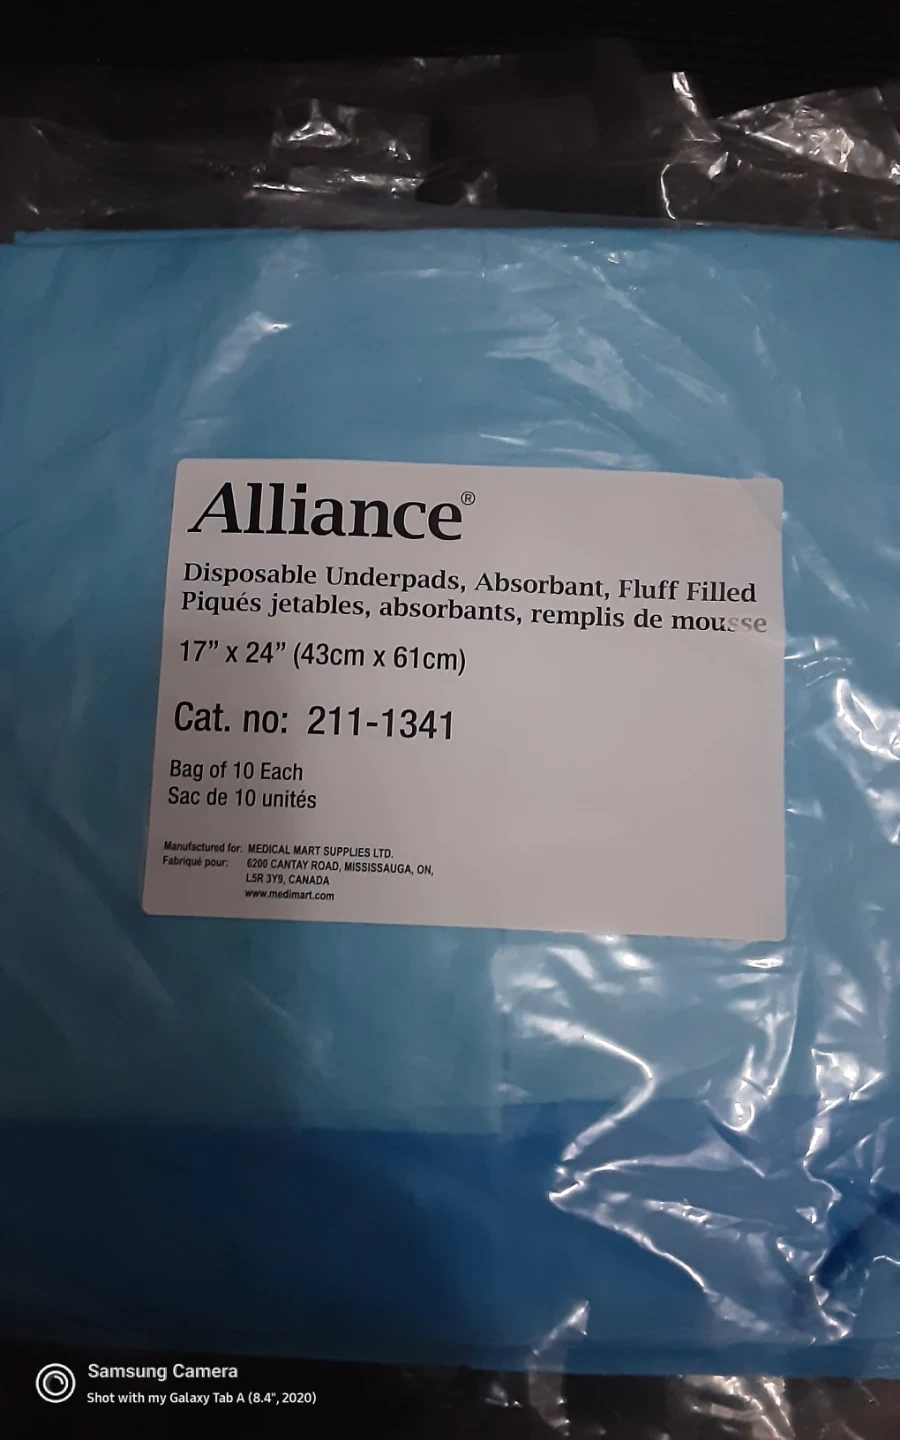 Alliance®
Disposable Underpads, Absorbant, Fluff Filled
Piqués jetables, absorbants, remplis de mousse
17” x 24” (43cm x 61cm)
Cat. no: 211-1341
Bag of 10 Each
Sac de 10 unités
Manufactured for: MEDICAL MART SUPPLIES LTD.
Fabriqué pour: 6200 CANTAY ROAD, MISSISSAUGA, ON,
L5R 3Y9, CANADA
www.medimart.com
Samsung Camera
Shot with my Galaxy Tab A (8.4", 2020)